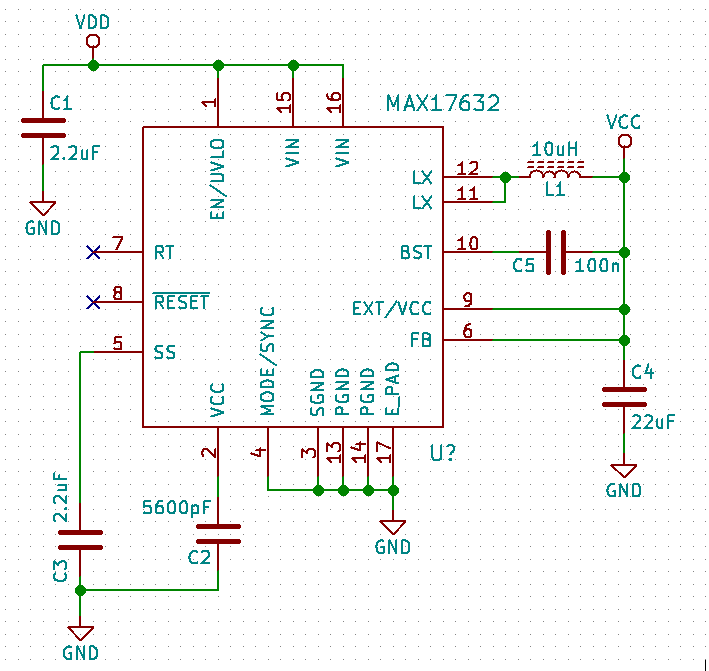 VDD
C1
2.2uF
GND
1
15
16
MAX17632
EN/UVLO
VIN
VIN
VCC
10uH
L1
LX
12
LX
11
BST
10
C5
100n
EXT/VCC
9
FB
6
C4
22uF
GND
7
RT
8
RESET
5
SS
VCC
MODE/SYNC
SGND
PGND
PGND
E_PAD
2
4
3
13
14
17
U?
2.2uF
C3
5600pF
C2
GND
GND